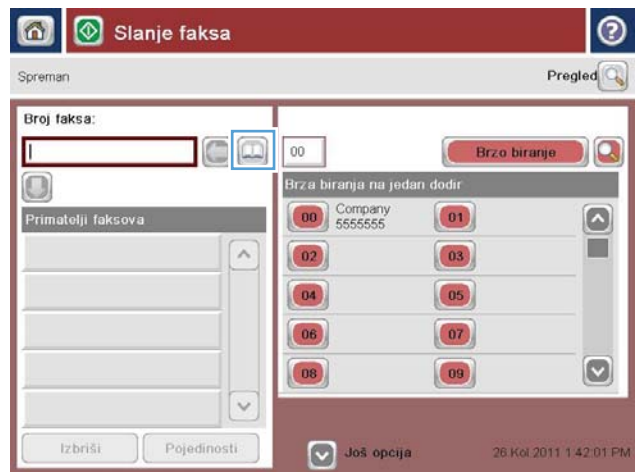 Slanje faksa
Spreman
Pregled
Broj faksa:
00
Brzo biranje
Brza biranja na jedan dodir
00 Company 01
5555555
Primatelji faksova
02 03
04 05
06 07
08 09
Izbriši Pojedinosti
Još opcija
26 Kol 2011 1:42:01 PM